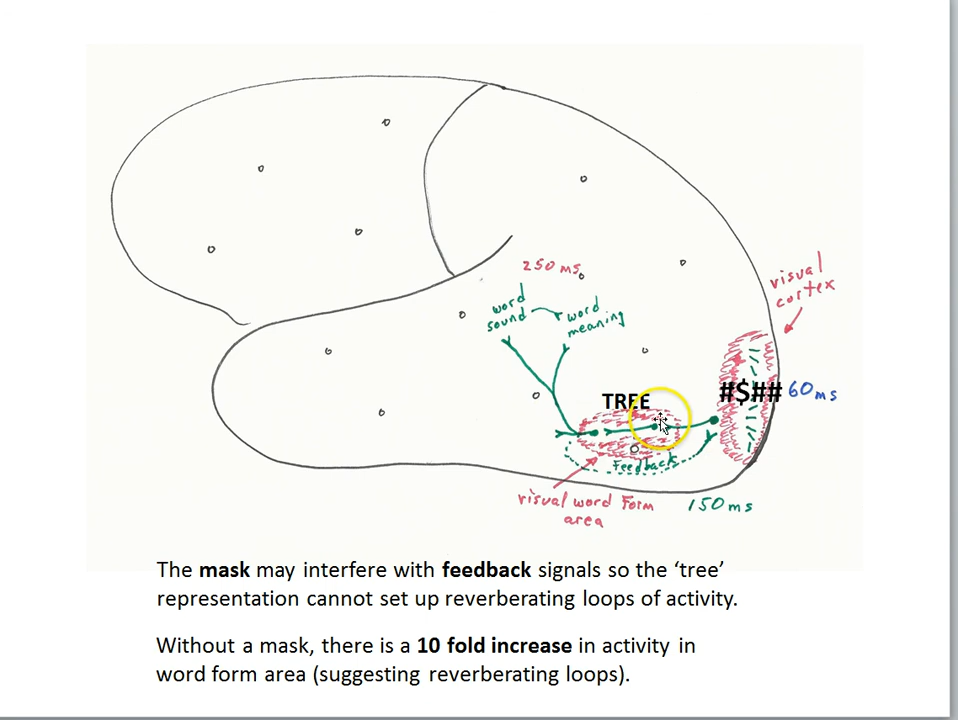 250 ms
word
sound
word
meaning
visual
cortex
TREE
#$##
60ms
Feedback
visual word form
area
150ms
The mask may interfere with feedback signals so the ‘tree’
representation cannot set up reverberating loops of activity.
Without a mask, there is a 10 fold increase in activity in
word form area (suggesting reverberating loops).